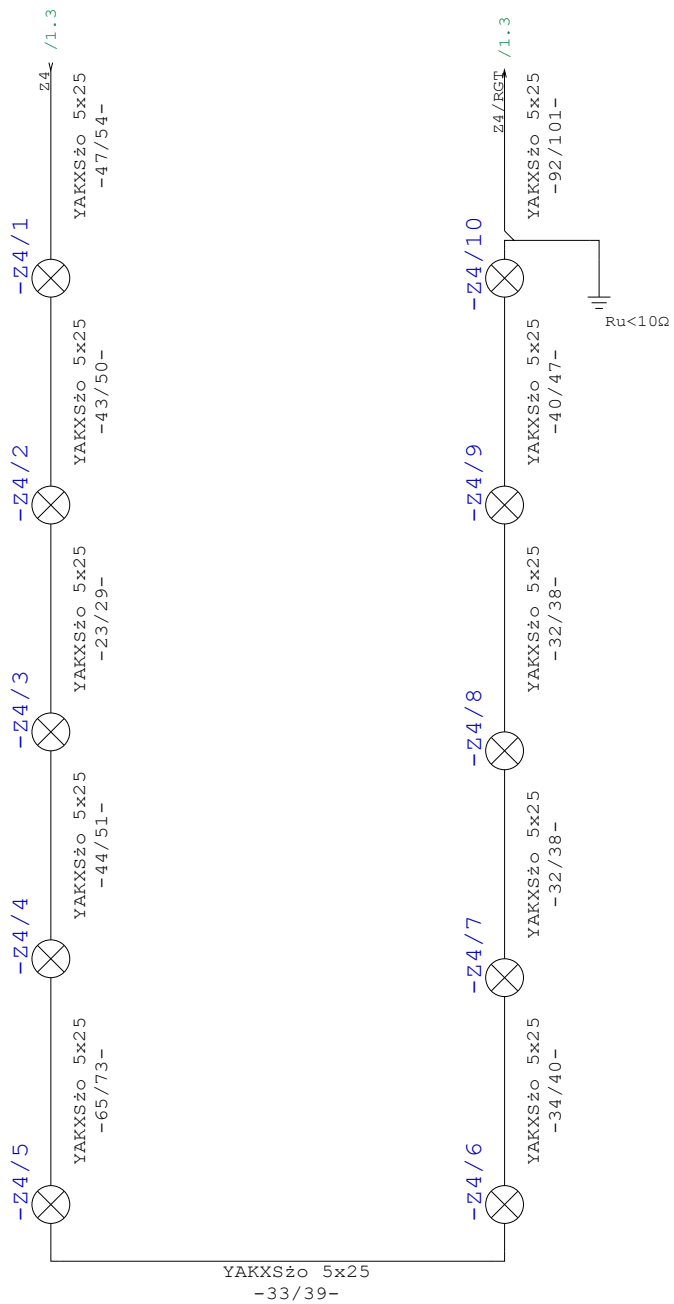 Z4 /1.3
YAKXSżo 5x25
-47/54-
-Z4/1
YAKXSżo 5x25
-43/50-
-Z4/2
YAKXSżo 5x25
-23/29-
-Z4/3
YAKXSżo 5x25
-44/51-
-Z4/4
YAKXSżo 5x25
-65/73-
-Z4/5
YAKXSżo 5x25
-33/39-
-Z4/6
YAKXSżo 5x25
-34/40-
-Z4/7
YAKXSżo 5x25
-32/38-
-Z4/8
YAKXSżo 5x25
-32/38-
-Z4/9
YAKXSżo 5x25
-40/47-
-Z4/10
Ru<10Ω
YAKXSżo 5x25
-92/101-
Z4/RGT /1.3